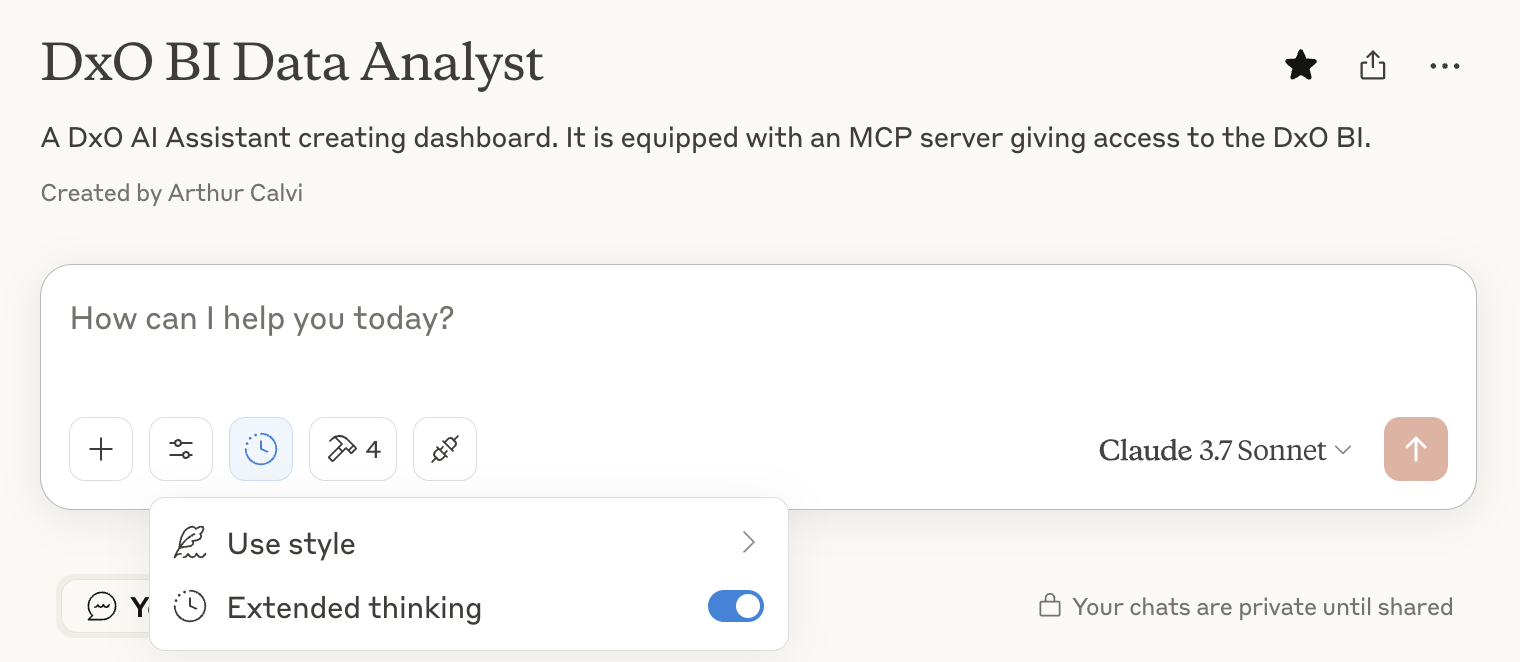 DxO BI Data Analyst
A DxO AI Assistant creating dashboard. It is equipped with an MCP server giving access to the DxO BI.
Created by Arthur Calvi
How can I help you today?
4
Claude 3.7 Sonnet
Use style
Extended thinking
Your chats are private until shared